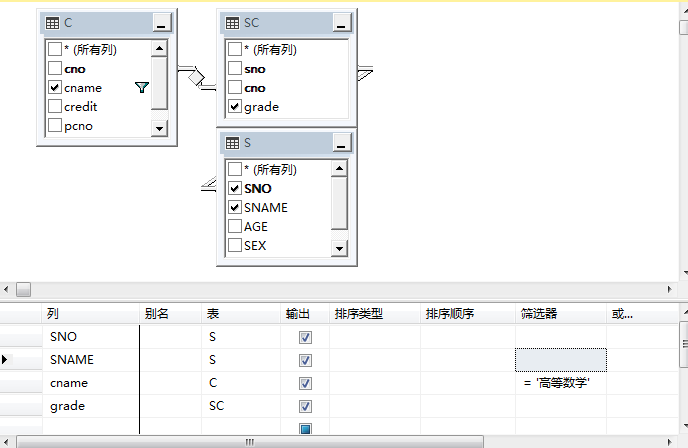 C
* (所有列)
cno
cname
credit
pcno
SC
* (所有列)
sno
cno
grade
S
* (所有列)
SNO
SNAME
AGE
SEX
列 别名 表 输出 排序类型 排序顺序 筛选器 或...
SNO S
SNAME S
cname C = '高等数学'
grade SC